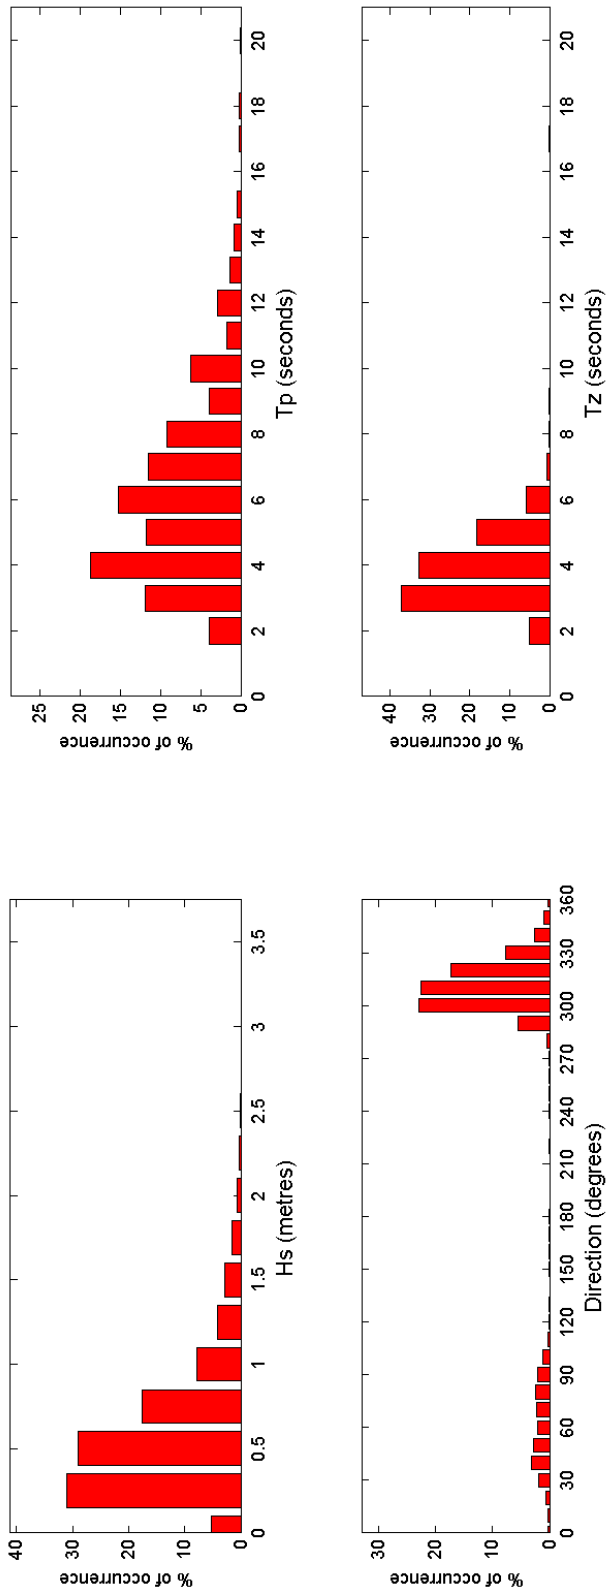 40
30
20
10
0
% of occurrence
0 0.5 1 1.5 2 2.5 3 3.5
Hs (metres)
25
20
15
10
5
0
% of occurrence
0 2 4 6 8 10 12 14 16 18 20
Tp (seconds)
30
20
10
0
% of occurrence
0 30 60 90 120 150 180 210 240 270 300 330 360
Direction (degrees)
40
30
20
10
0
% of occurrence
0 2 4 6 8 10 12 14 16 18 20
Tz (seconds)